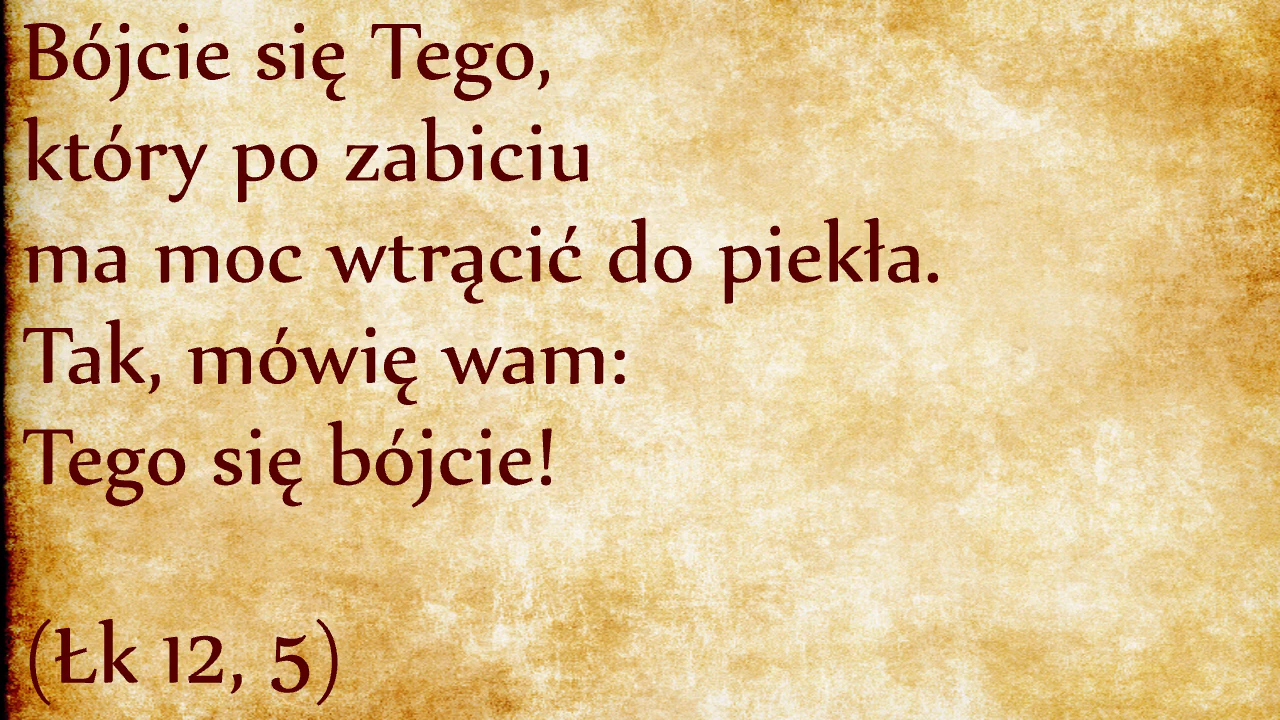 Bójcie się Tego,
który po zabiciu
ma moc wtrącić do piekła.
Tak, mówię wam:
Tego się bójcie!
(Łk 12, 5)